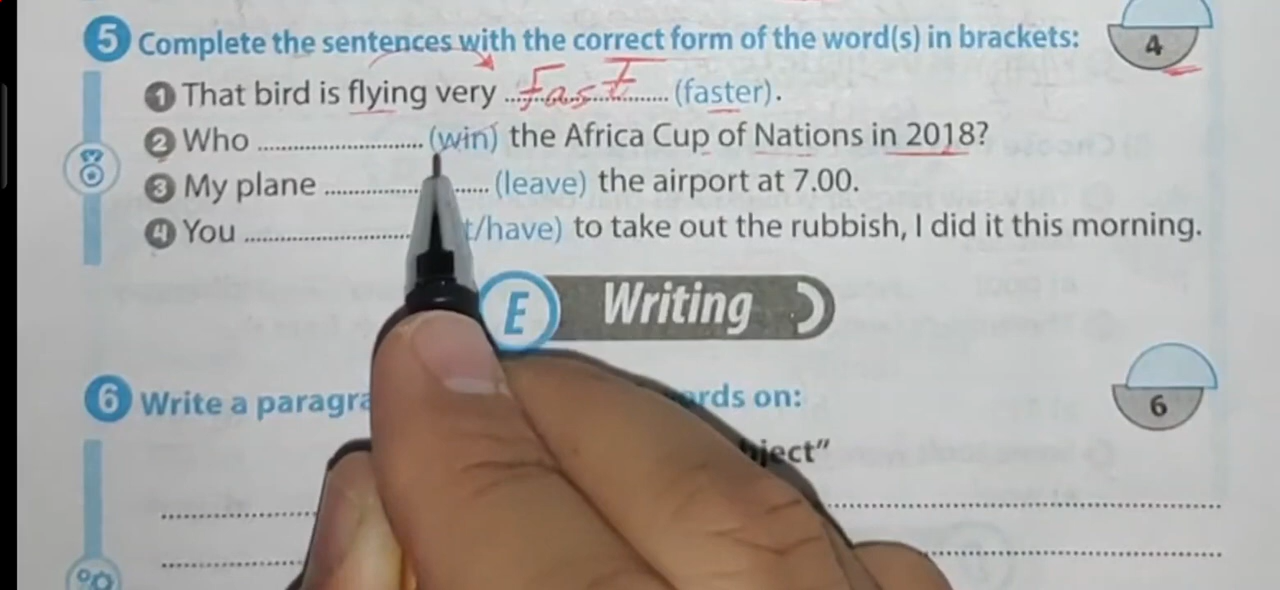 5 Complete the sentences with the correct form of the word(s) in brackets:
4
1 That bird is flying very Fast (faster).
2 Who .......................... (win) the Africa Cup of Nations in 2018?
3 My plane .......................... (leave) the airport at 7.00.
4 You .......................... t/have) to take out the rubbish, I did it this morning.
E Writing
6 Write a on:
6